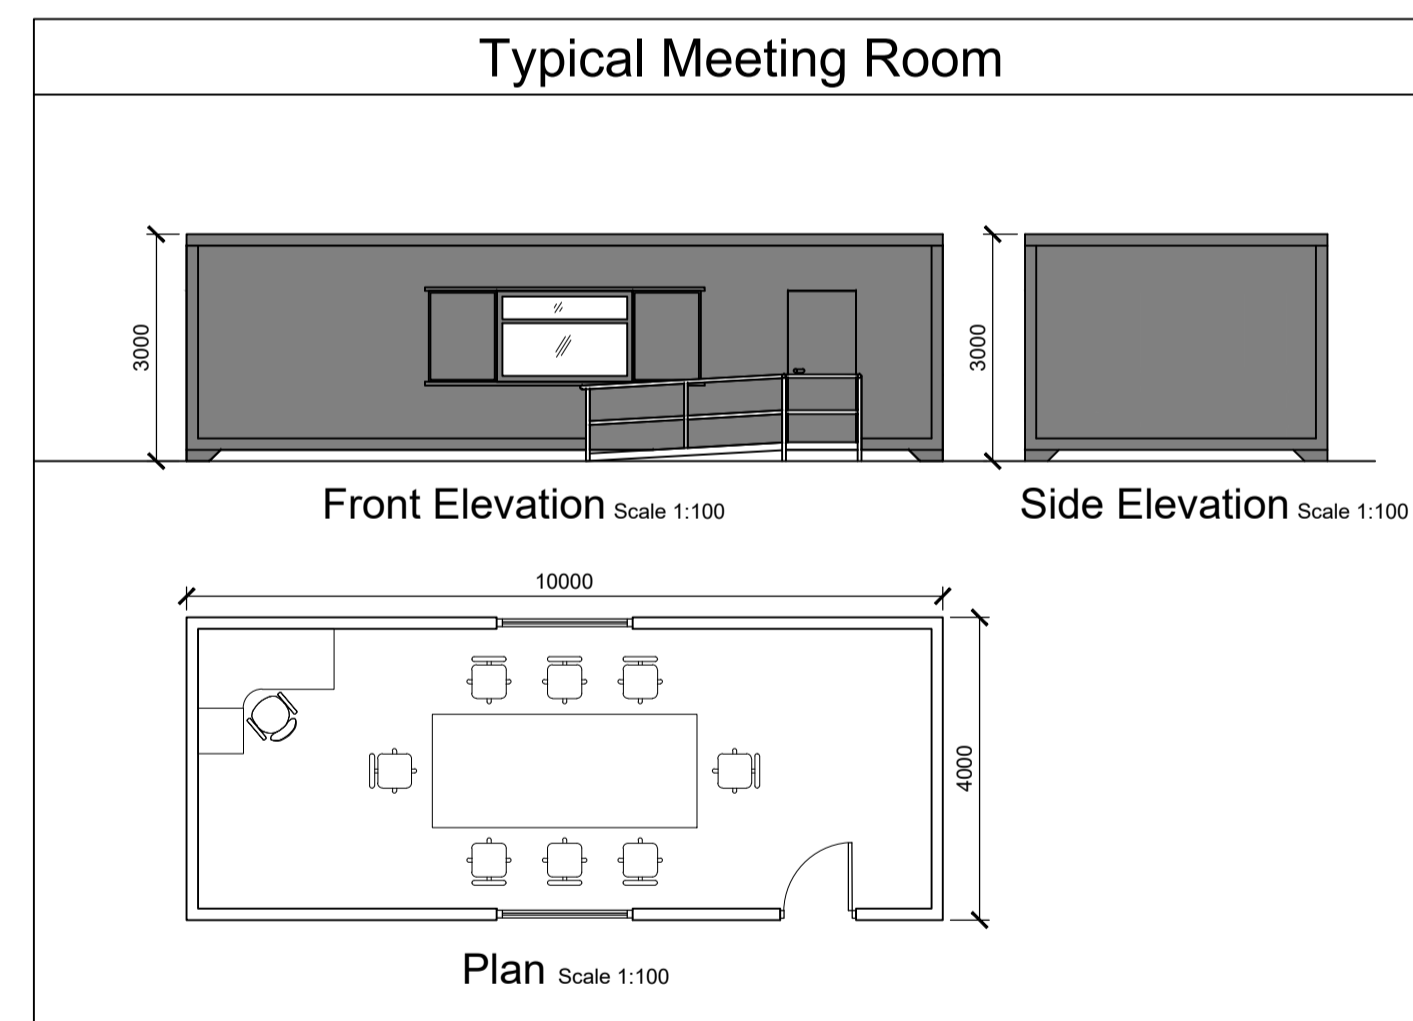 Typical Meeting Room
3000
3000
Front Elevation Scale 1:100
Side Elevation Scale 1:100
10000
4000
Plan Scale 1:100